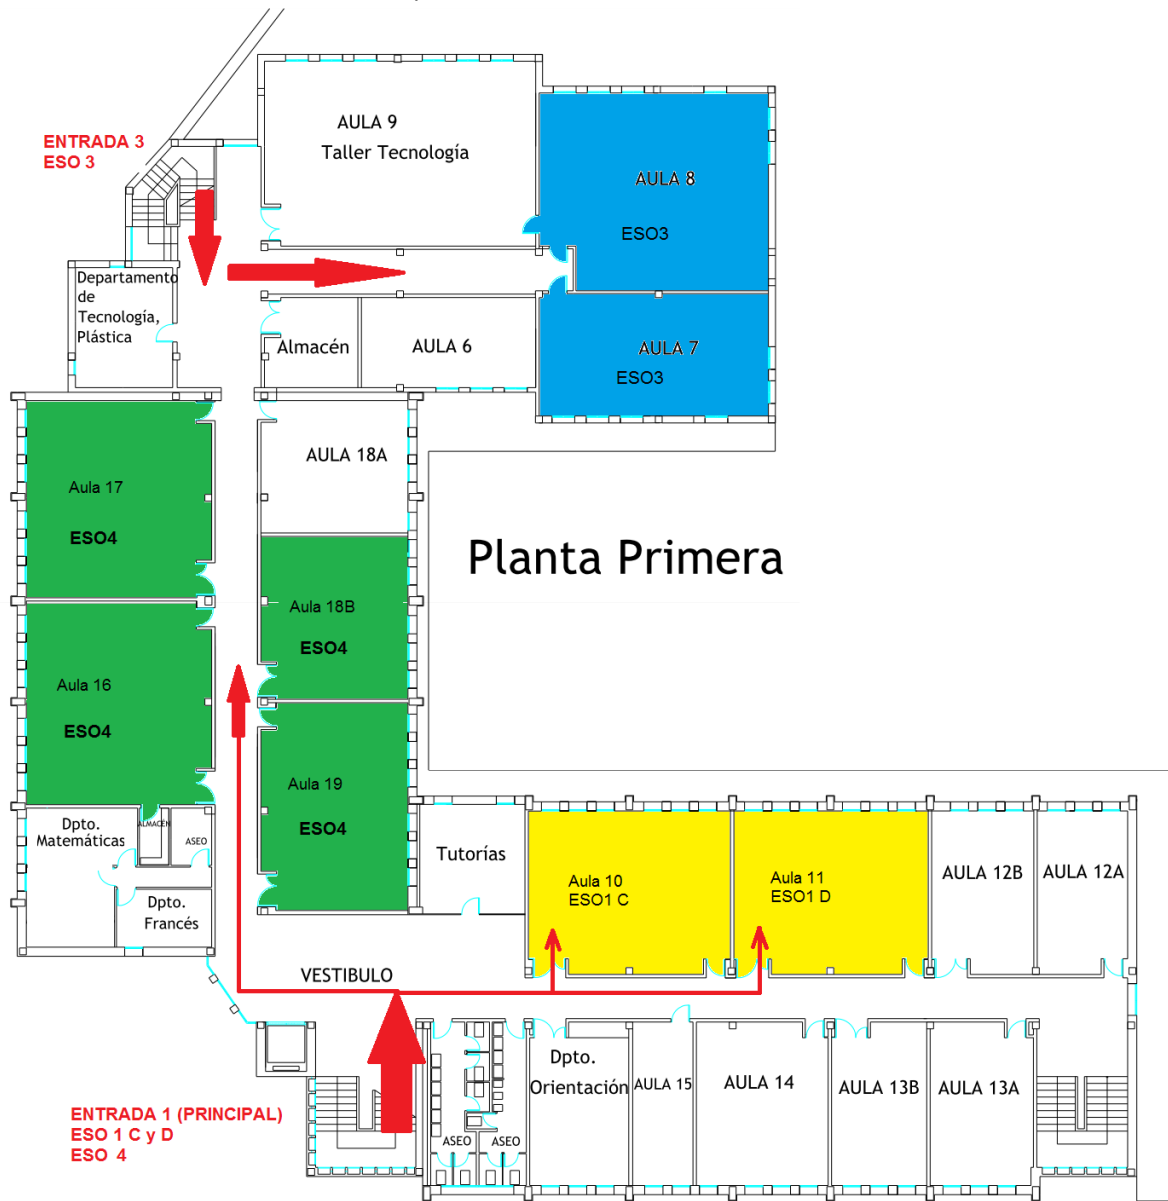 ENTRADA 3
ESO 3
AULA 9
Taller Tecnología
AULA 8
ESO3
Departamento
de
Tecnología,
Plástica
Almacén
AULA 6
AULA 7
ESO3
Aula 17
ESO4
AULA 18A
Planta Primera
Aula 18B
ESO4
Aula 16
ESO4
Aula 19
ESO4
Dpto.
Matemáticas
ALMACÉN
ASEO
Dpto.
Francés
Tutorías
Aula 10
ESO1 C
Aula 11
ESO1 D
AULA 12B
AULA 12A
VESTIBULO
Dpto.
Orientación
AULA 15
AULA 14
AULA 13B
AULA 13A
ASEO
ASEO
ENTRADA 1 (PRINCIPAL)
ESO 1 C y D
ESO 4